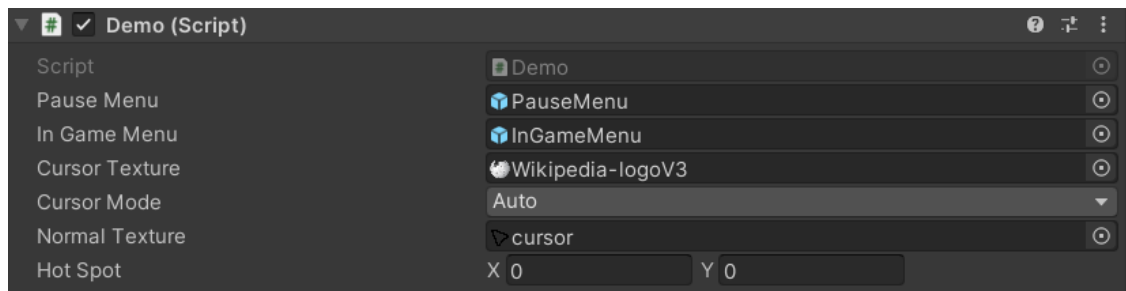 Demo (Script)
Script Demo
Pause Menu PauseMenu
In Game Menu InGameMenu
Cursor Texture Wikipedia-logoV3
Cursor Mode Auto
Normal Texture cursor
Hot Spot X 0 Y 0